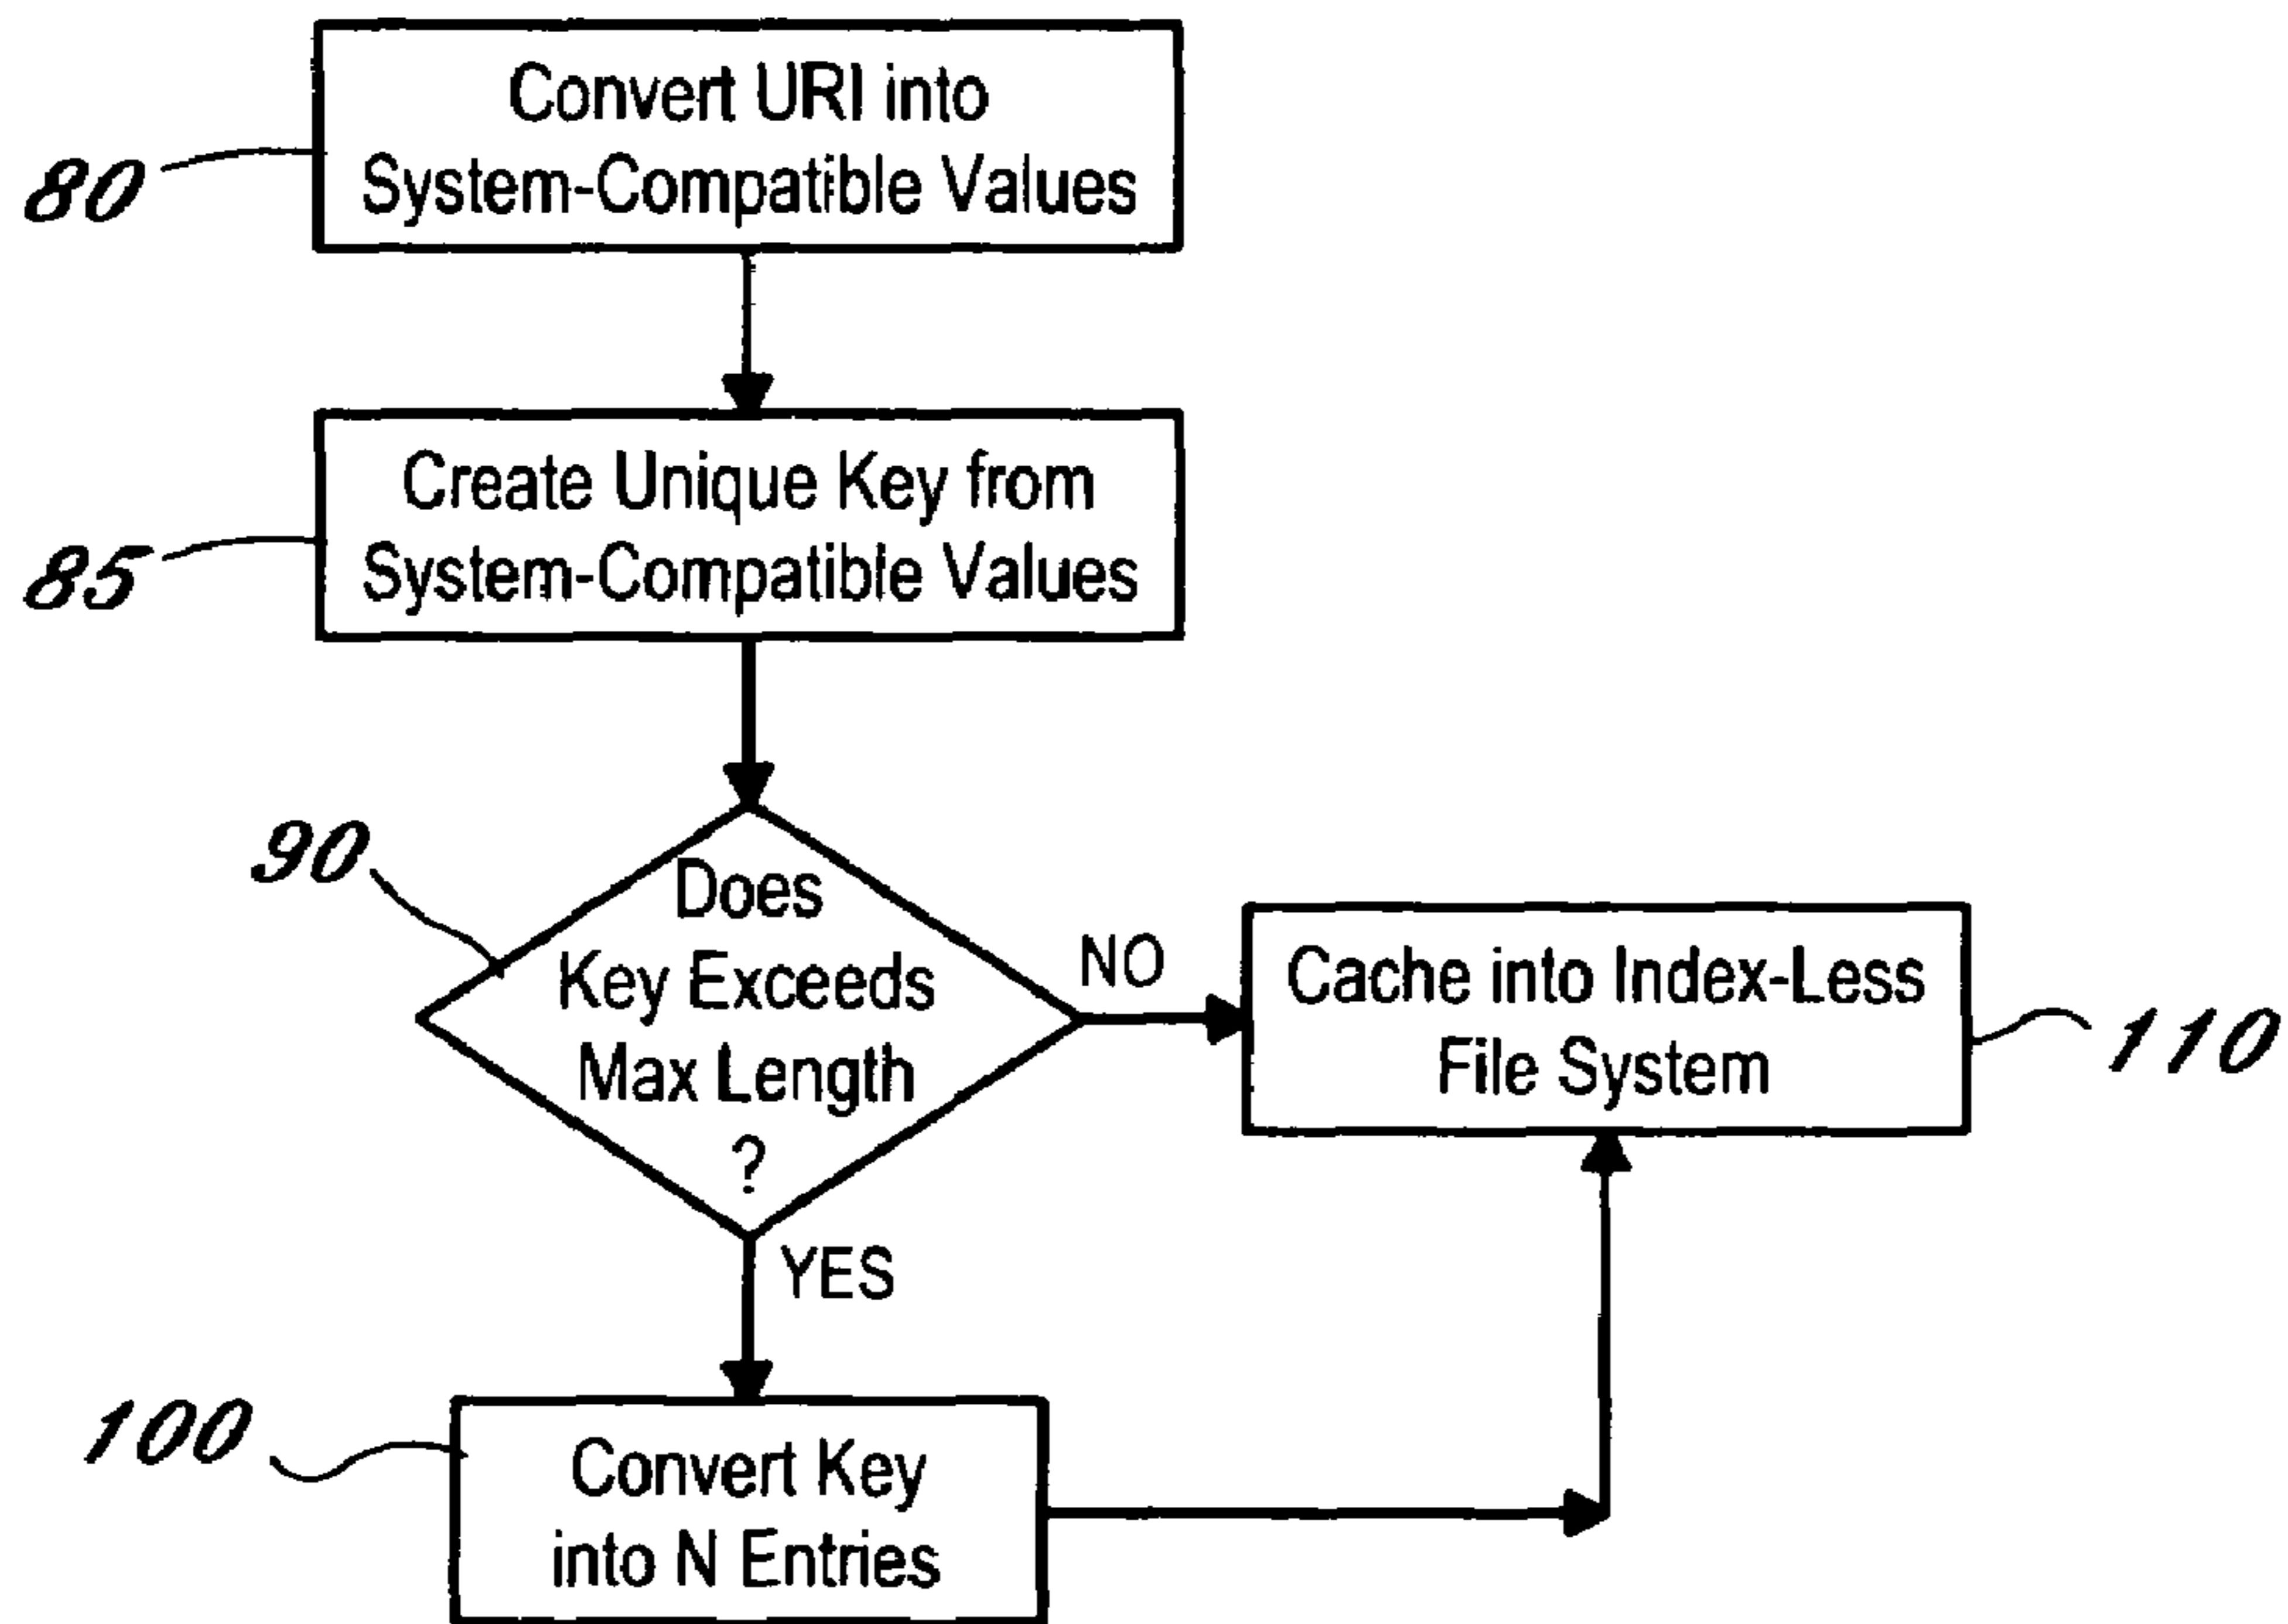 Convert URI into
System-Compatible Values
80
Create Unique Key from
System-Compatible Values
85
90
Does
Key Exceeds
Max Length
?
NO
Cache into Index-Less
File System
110
YES
100
Convert Key
into N Entries